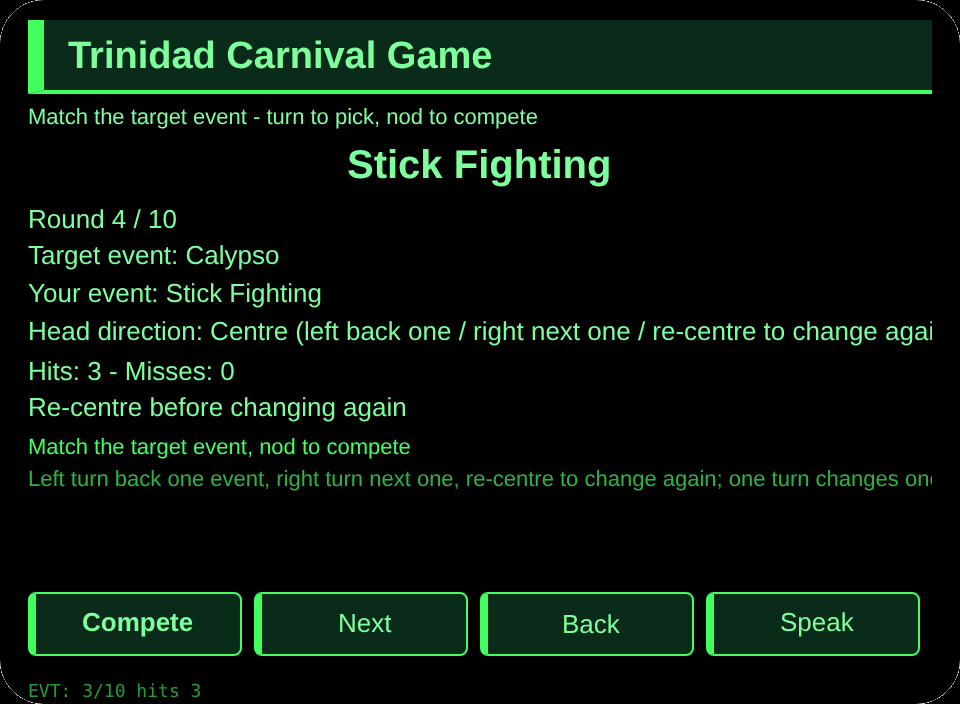 Trinidad Carnival Game
Match the target event - turn to pick, nod to compete
Stick Fighting
Round 4 / 10
Target event: Calypso
Your event: Stick Fighting
Head direction: Centre (left back one / right next one / re-centre to change agai
Hits: 3 - Misses: 0
Re-centre before changing again
Match the target event, nod to compete
Left turn back one event, right turn next one, re-centre to change again; one turn changes one
Compete
Next
Back
Speak
EVT: 3/10 hits 3